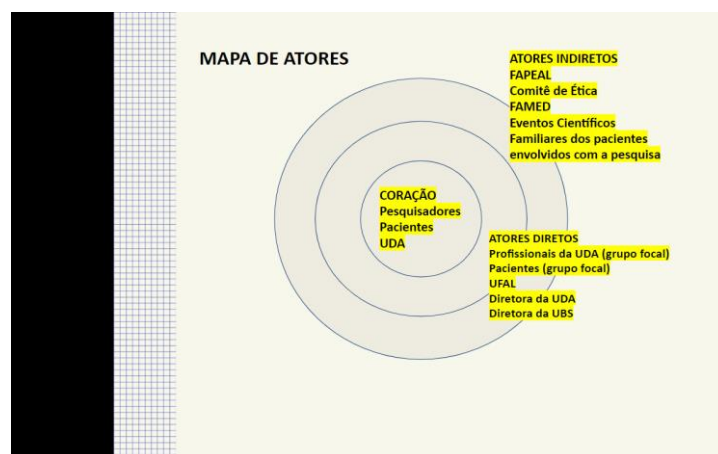 MAPA DE ATORES
ATORES INDIRETOS
FAPEAL
Comitê de Ética
FAMED
Eventos Científicos
Familiares dos pacientes
envolvidos com a pesquisa
CORAÇÃO
Pesquisadores
Pacientes
UDA
ATORES DIRETOS
Profissionais da UDA (grupo focal)
Pacientes (grupo focal)
UFAL
Diretora da UDA
Diretora da UBS